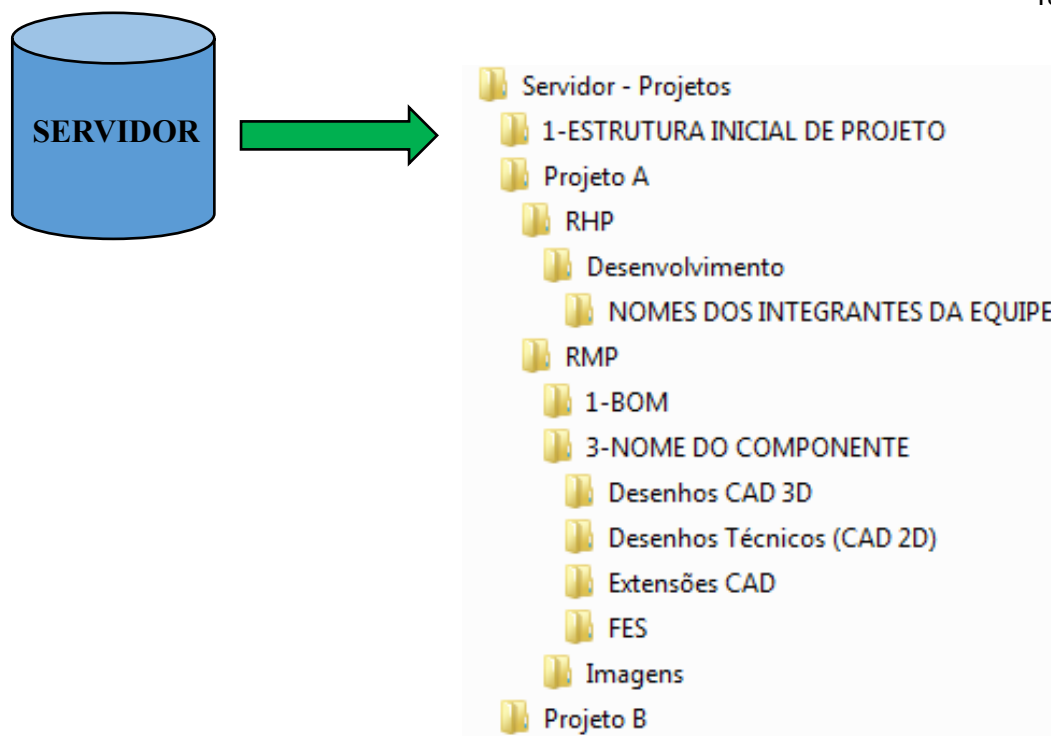 SERVIDOR
Servidor - Projetos
1-ESTRUTURA INICIAL DE PROJETO
Projeto A
RHP
Desenvolvimento
NOMES DOS INTEGRANTES DA EQUIPE
RMP
1-BOM
3-NOME DO COMPONENTE
Desenhos CAD 3D
Desenhos Técnicos (CAD 2D)
Extensões CAD
FES
Imagens
Projeto B